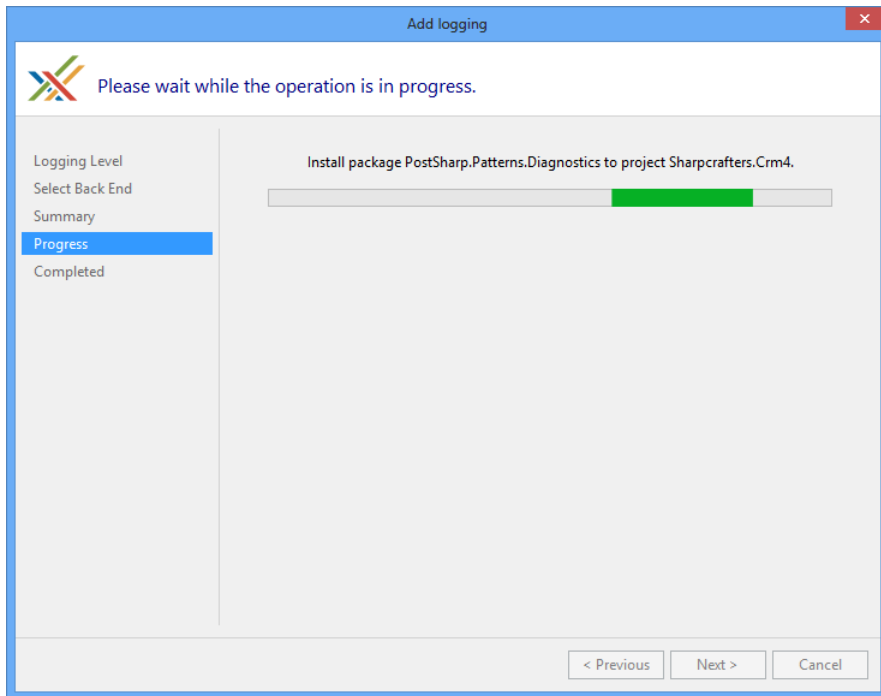 Add logging
Please wait while the operation is in progress.
Logging Level
Select Back End
Summary
Progress
Completed
Install package PostSharp.Patterns.Diagnostics to project Sharpcrafters.Crm4.
< Previous
Next >
Cancel